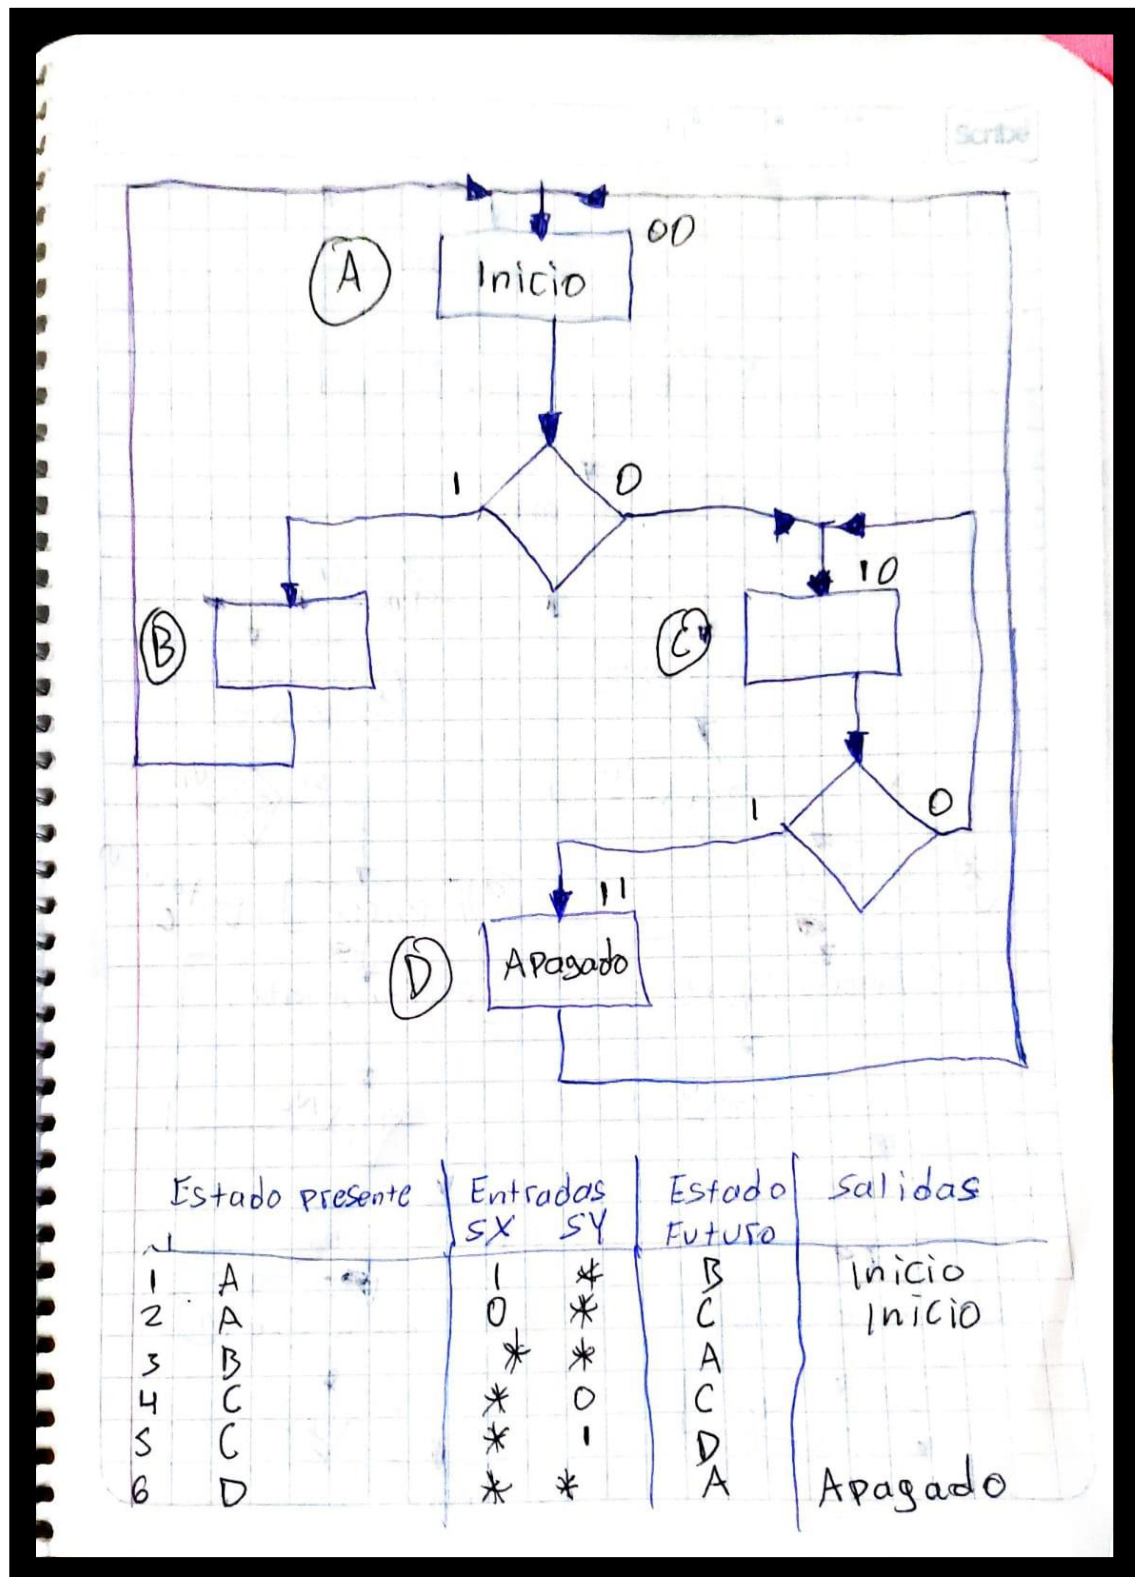 Scribe
00
A Inicio
1 0
10
B C
1 0
11
D Apagado
Estado presente Entradas Estado Salidas
SX SY Futuro
1 A 1 * B Inicio
2 A 0 * C Inicio
3 B * * A
4 C * 0 C
5 C * 1 D
6 D * * A Apagado